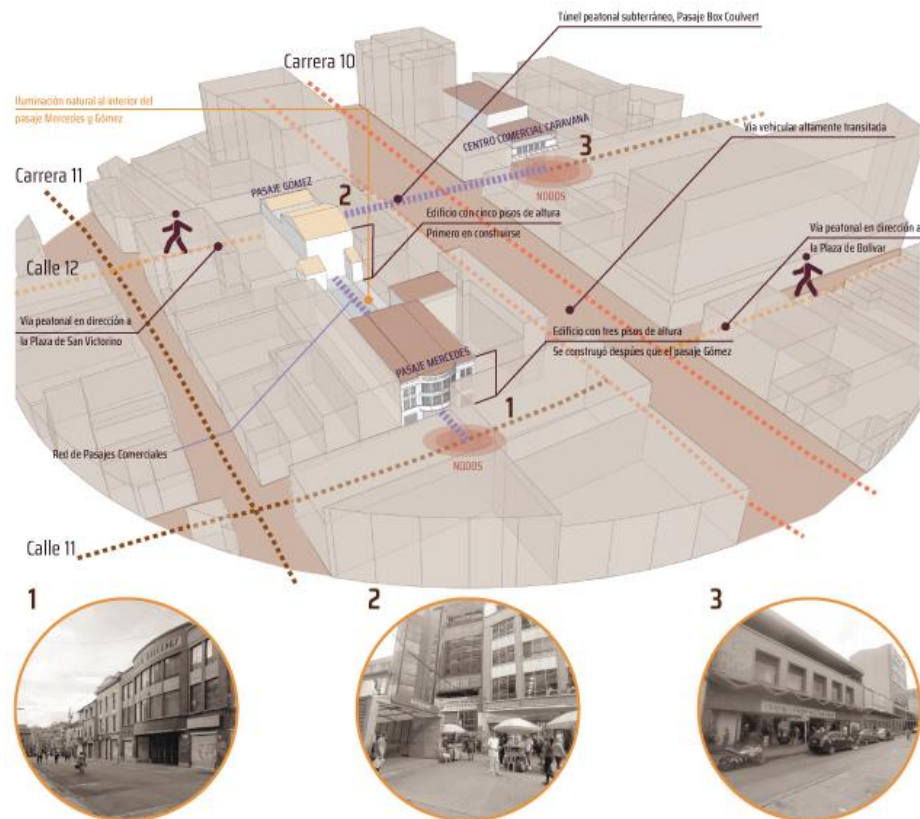 Túnel peatonal subterráneo, Pasaje Box Coulvert
Carrera 10
Iluminación natural al interior del
pasaje Mercedes y Gómez
CENTRO COMERCIAL CARAVANA
3
NODOS
Vía vehicular altamente transitada
Carrera 11
PASAJE GÓMEZ
2
Edificio con cinco pisos de altura
Primero en construirse
Vía peatonal en dirección a
la Plaza de Bolívar
Calle 12
Vía peatonal en dirección a
la Plaza de San Victorino
Edificio con tres pisos de altura
Se construyó despúes que el pasaje Gómez
PASAJE MERCEDES
1
NODOS
Red de Pasajes Comerciales
Calle 11
1
2
3